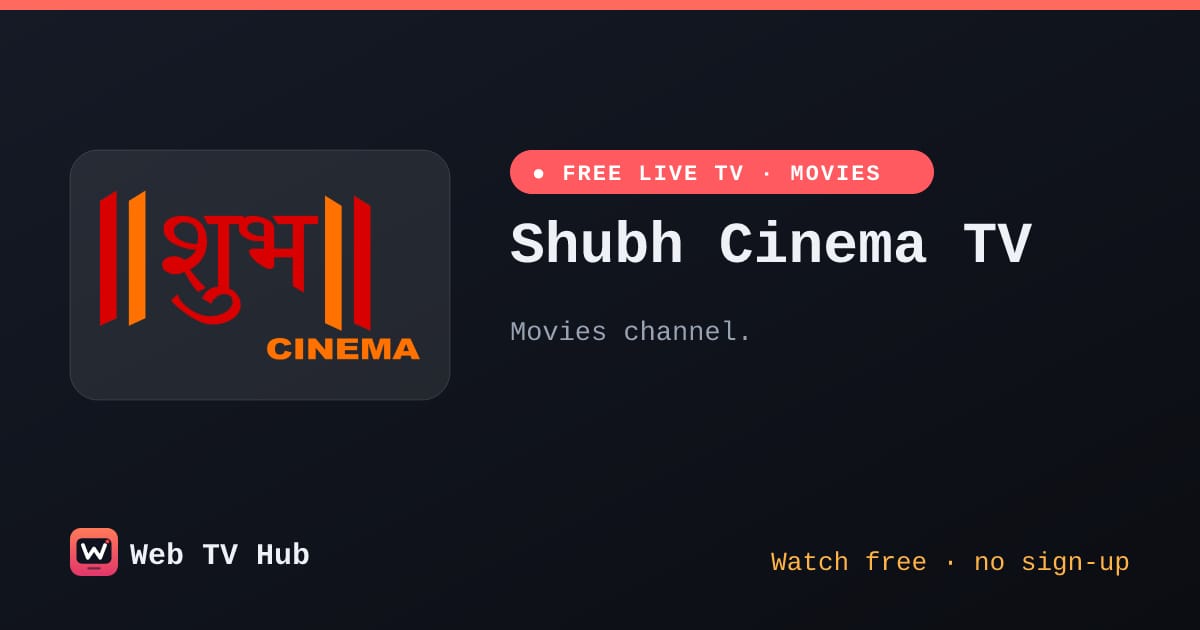 शुभ
CINEMA
• FREE LIVE TV · MOVIES
Shubh Cinema TV
Movies channel.
W
Web TV Hub
Watch free · no sign-up